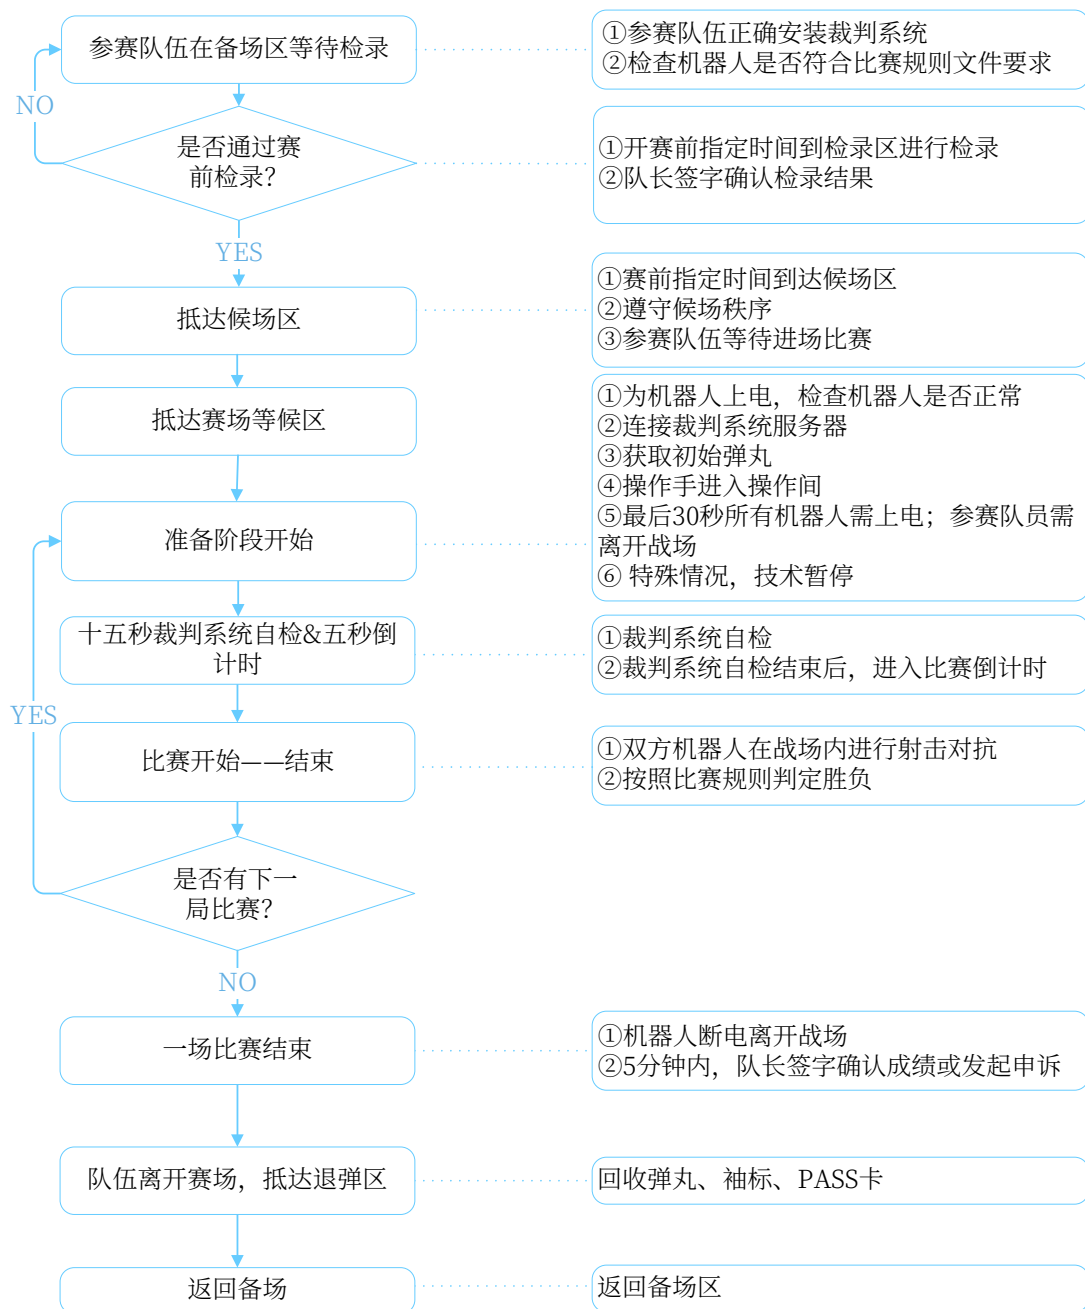 参赛队伍在备场区等待检录
①参赛队伍正确安装裁判系统
②检查机器人是否符合比赛规则文件要求
NO
是否通过赛
前检录？
①开赛前指定时间到检录区进行检录
②队长签字确认检录结果
YES
抵达候场区
①赛前指定时间到达候场区
②遵守候场秩序
③参赛队伍等待进场比赛
抵达赛场等候区
①为机器人上电，检查机器人是否正常
②连接裁判系统服务器
③获取初始弹丸
④操作手进入操作间
⑤最后30秒所有机器人需上电；参赛队员需
离开战场
⑥ 特殊情况，技术暂停
准备阶段开始
十五秒裁判系统自检&五秒倒
计时
①裁判系统自检
②裁判系统自检结束后，进入比赛倒计时
YES
比赛开始——结束
①双方机器人在战场内进行射击对抗
②按照比赛规则判定胜负
是否有下一
局比赛？
NO
一场比赛结束
①机器人断电离开战场
②5分钟内，队长签字确认成绩或发起申诉
队伍离开赛场，抵达退弹区
回收弹丸、袖标、PASS卡
返回备场
返回备场区